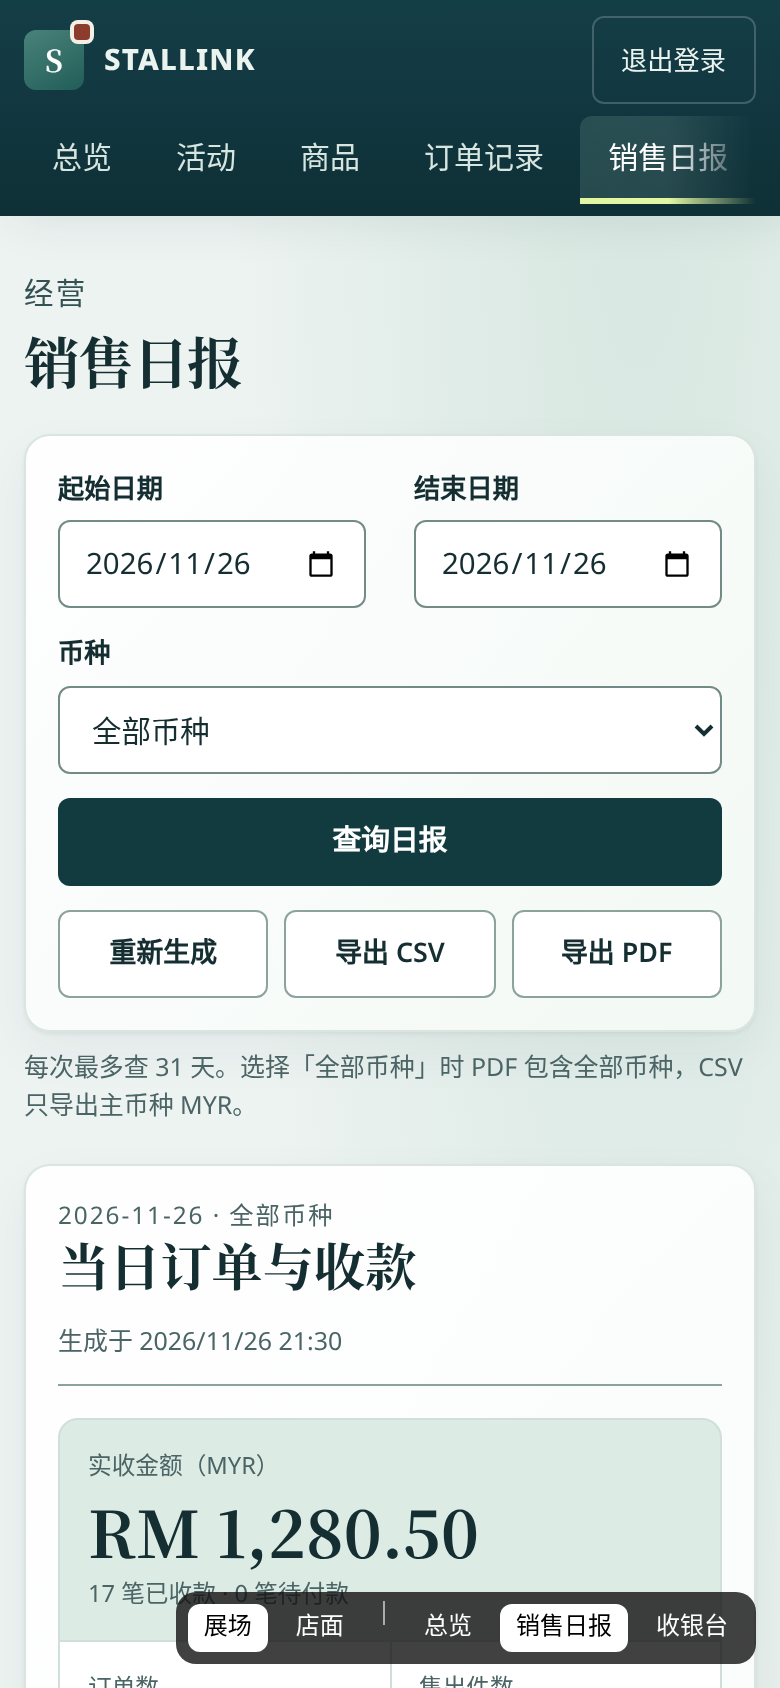 S STALLINK
退出登录
总览 活动 商品 订单记录 销售日报
经营
销售日报
起始日期 结束日期
2026/11/26 2026/11/26
币种
全部币种
查询日报
重新生成 导出 CSV 导出 PDF
每次最多查 31 天。选择「全部币种」时 PDF 包含全部币种，CSV
只导出主币种 MYR。
2026-11-26 · 全部币种
当日订单与收款
生成于 2026/11/26 21:30
实收金额（MYR）
RM 1,280.50
17 笔已收款 · 0 笔待付款
展场 店面 总览 销售日报 收银台
订单数 售出件数